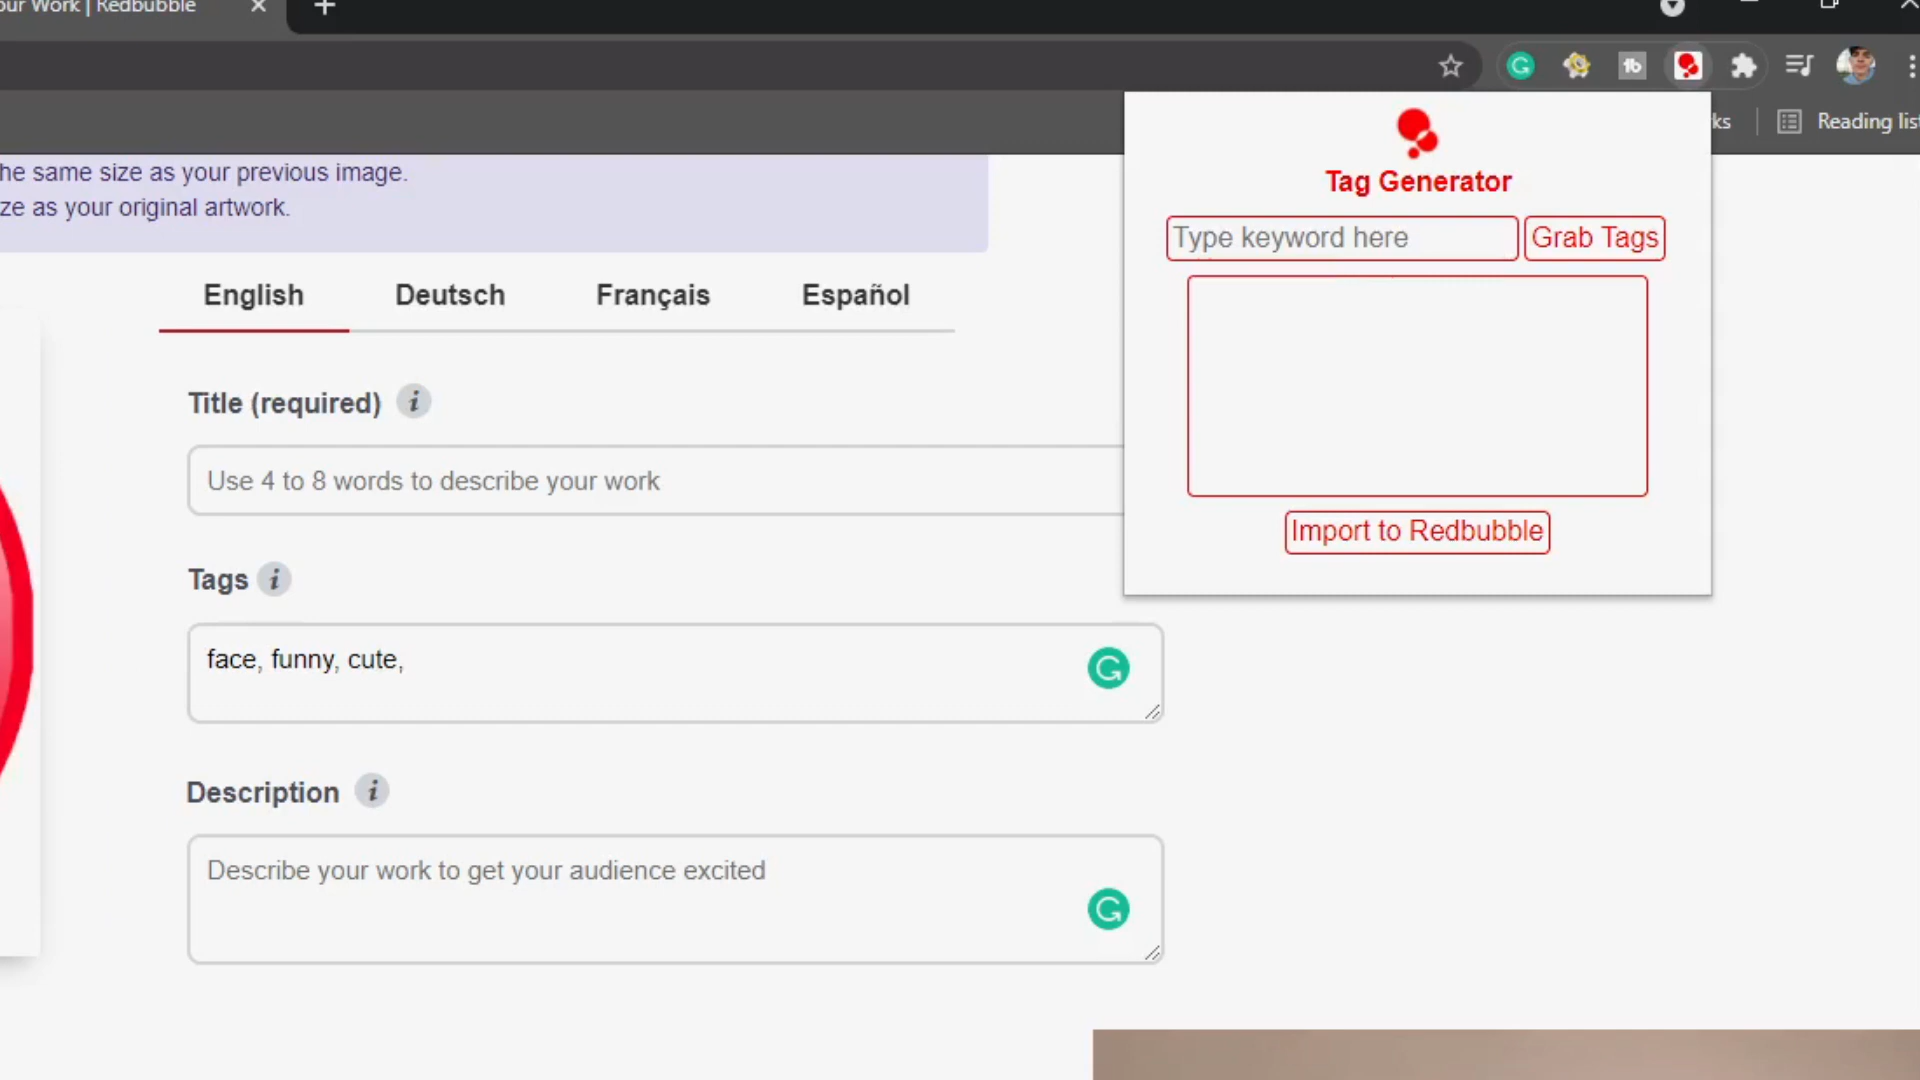 our Work | Redbubble
ks
Reading list
he same size as your previous image.
ze as your original artwork.
Tag Generator
Type keyword here
Grab Tags
Import to Redbubble
English
Deutsch
Français
Español
Title (required)
Use 4 to 8 words to describe your work
Tags
face, funny, cute,
Description
Describe your work to get your audience excited